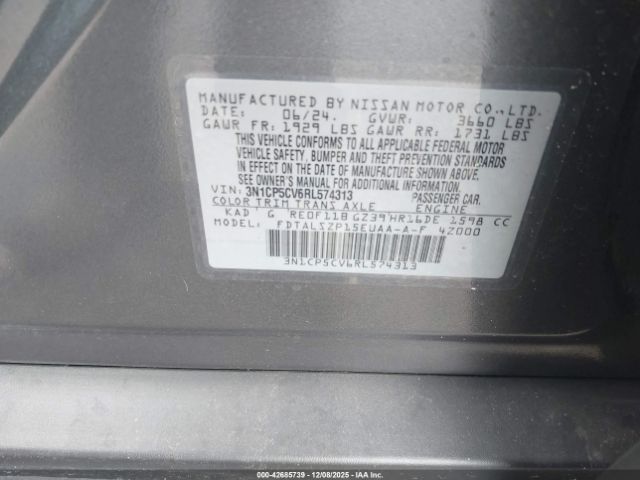 MANUFACTURED BY NISSAN MOTOR CO., LTD.
DATE: 06/24. GVWR: 3660 LBS
GAWR FR: 1929 LBS GAWR RR: 1731 LBS
THIS VEHICLE CONFORMS TO ALL APPLICABLE FEDERAL MOTOR
VEHICLE SAFETY, BUMPER AND THEFT PREVENTION STANDARDS
IN EFFECT ON THE DATE OF MANUFACTURE SHOWN ABOVE.
SEE OWNER'S MANUAL FOR ADDITIONAL INFORMATION.
VIN: 3N1CP5CV6RL574313 PASSENGER CAR.
COLOR TRIM TRANS AXLE ENGINE
KAD G RE0F11B GZ39 HR16DE 1598 CC
MODEL: FDTALSZP15EUAA-A-F 4Z000
3N1CP5CV6RL574313
000-42685739 - 12/08/2025 - Copyright IAA, LLC.